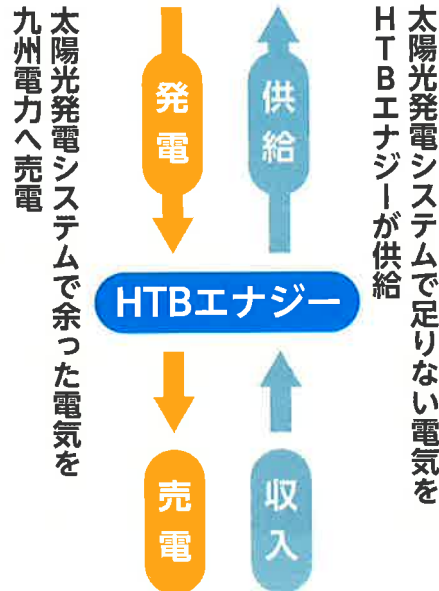 太陽光発電システムで足りない電気を
HTBエナジーが供給
供給
発電
HTBエナジー
収入
売電
太陽光発電システムで余った電気を
九州電力へ売電